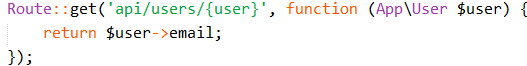 Route::get('api/users/{user}', function (App\User $user) {
    return $user->email;
});